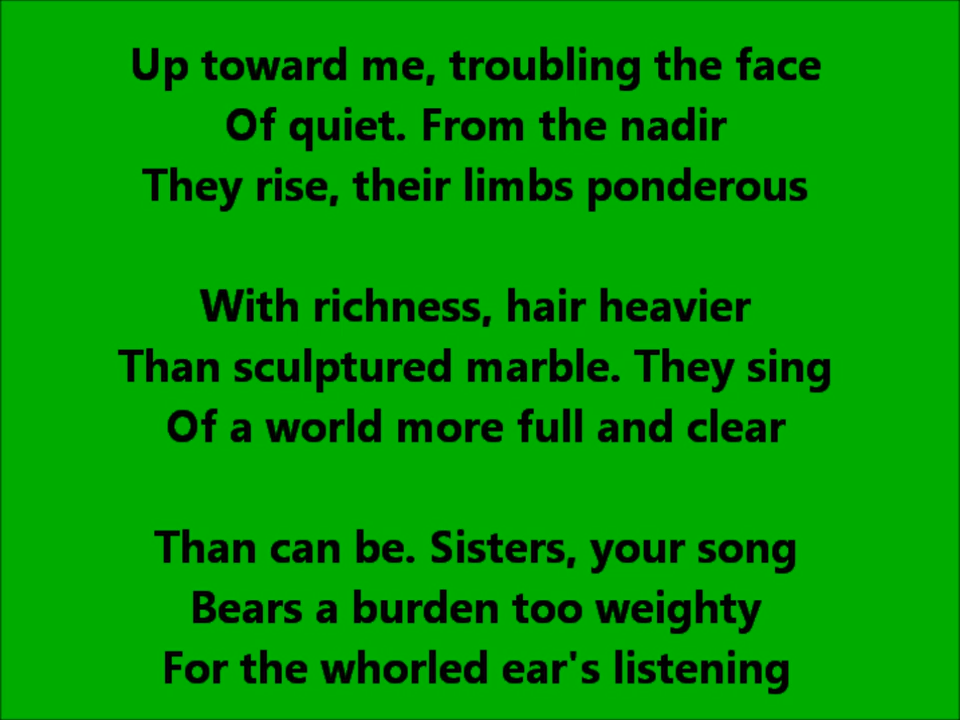 Up toward me, troubling the face
Of quiet. From the nadir
They rise, their limbs ponderous
With richness, hair heavier
Than sculptured marble. They sing
Of a world more full and clear
Than can be. Sisters, your song
Bears a burden too weighty
For the whorled ear's listening